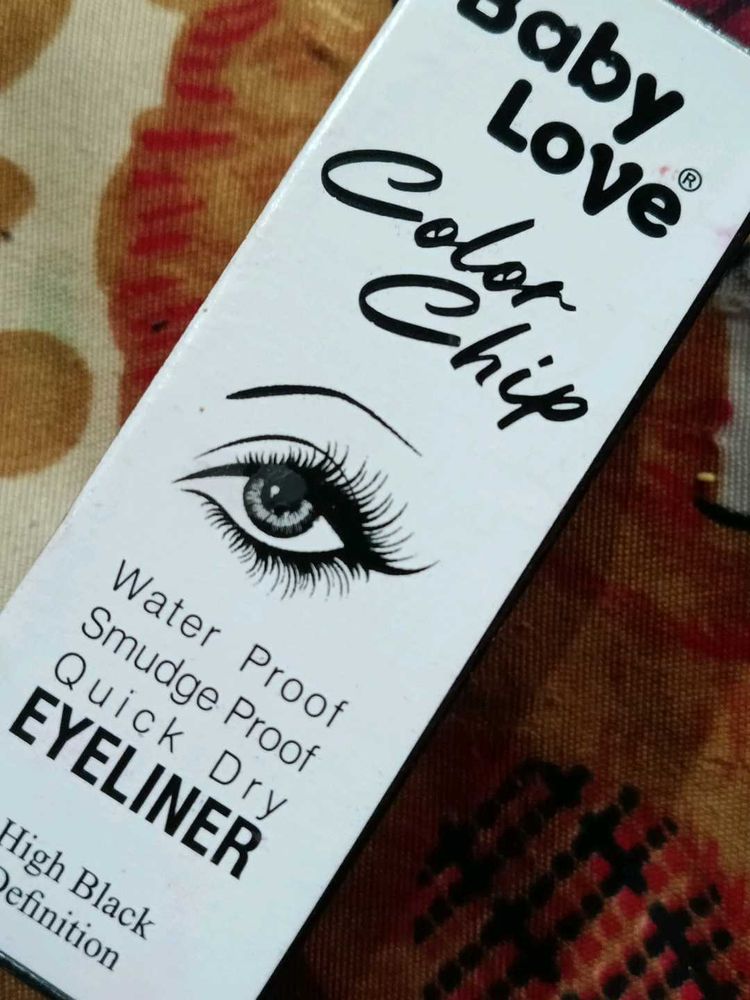 Baby
Love®
Color
Chip
Water Proof
Smudge Proof
Quick Dry
EYELINER
High Black
Definition